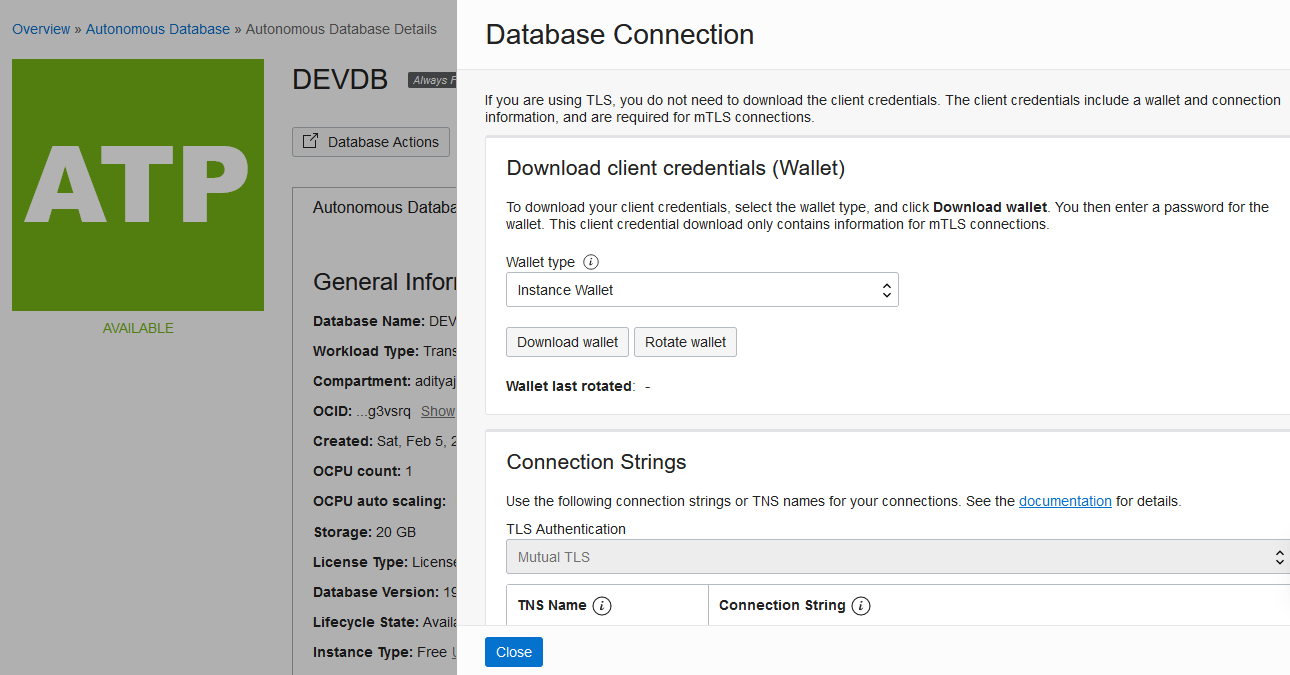 Overview » Autonomous Database » Autonomous Database Details
ATP
AVAILABLE
DEVDB Always F
Database Actions
Autonomous Databa
General Infor
Database Name: DEV
Workload Type: Trans
Compartment: adityaj
OCID: ...g3vsrq Show
Created: Sat, Feb 5, 2
OCPU count: 1
OCPU auto scaling:
Storage: 20 GB
License Type: License
Database Version: 19
Lifecycle State: Availa
Instance Type: Free U
Database Connection
If you are using TLS, you do not need to download the client credentials. The client credentials include a wallet and connection
information, and are required for mTLS connections.
Download client credentials (Wallet)
To download your client credentials, select the wallet type, and click Download wallet. You then enter a password for the
wallet. This client credential download only contains information for mTLS connections.
Wallet type i
Instance Wallet
Download wallet Rotate wallet
Wallet last rotated: -
Connection Strings
Use the following connection strings or TNS names for your connections. See the documentation for details.
TLS Authentication
Mutual TLS
TNS Name i Connection String i
Close